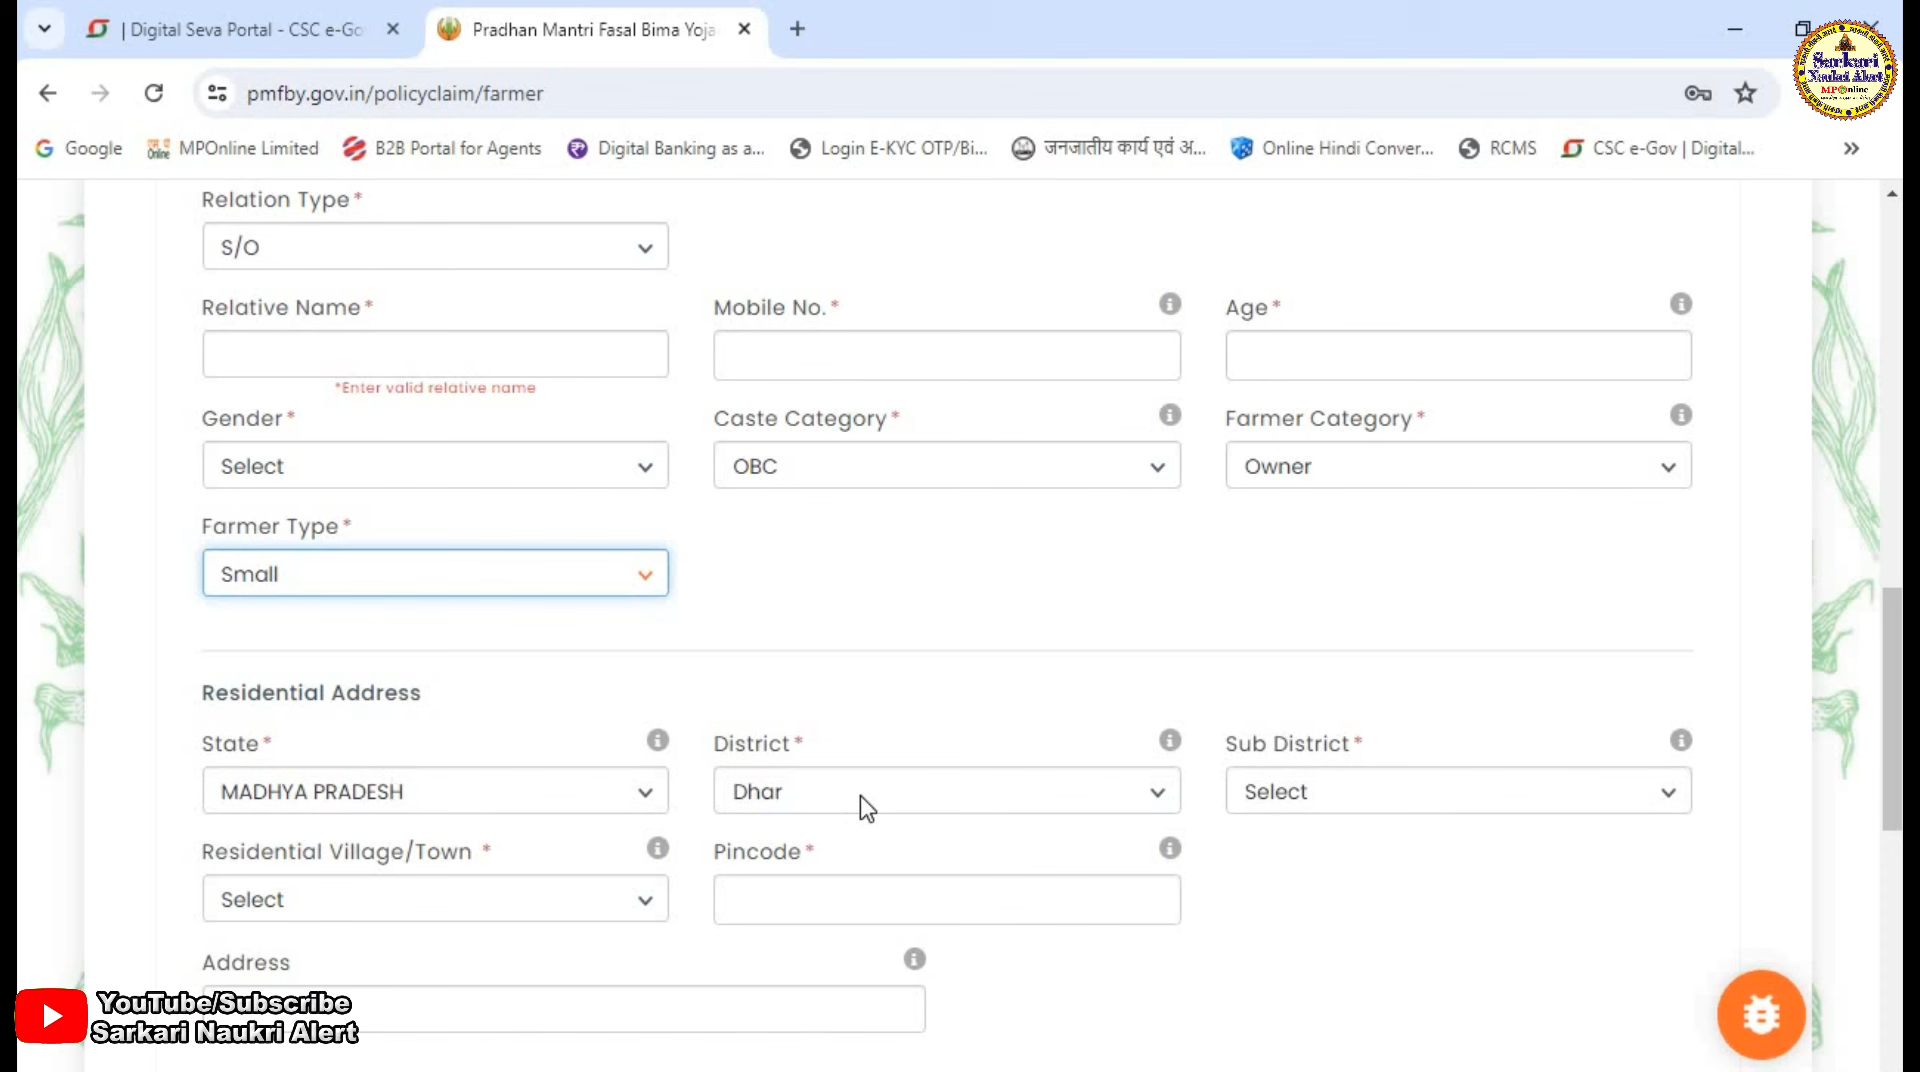 | Digital Seva Portal - CSC e-Go
Pradhan Mantri Fasal Bima Yoja
pmfby.gov.in/policyclaim/farmer
Sarkari
Naukri Alert
MPOnline
Google
MPOnline Limited
B2B Portal for Agents
Digital Banking as a...
Login E-KYC OTP/Bi...
जनजातीय कार्य एवं अ...
Online Hindi Conver...
RCMS
CSC e-Gov | Digital...
Relation Type *
S/O
Relative Name *
Mobile No. *
Age *
*Enter valid relative name
Gender *
Caste Category *
Farmer Category *
Select
OBC
Owner
Farmer Type *
Small
Residential Address
State *
District *
Sub District *
MADHYA PRADESH
Dhar
Select
Residential Village/Town *
Pincode *
Select
Address
YouTube/Subscribe
Sarkari Naukri Alert